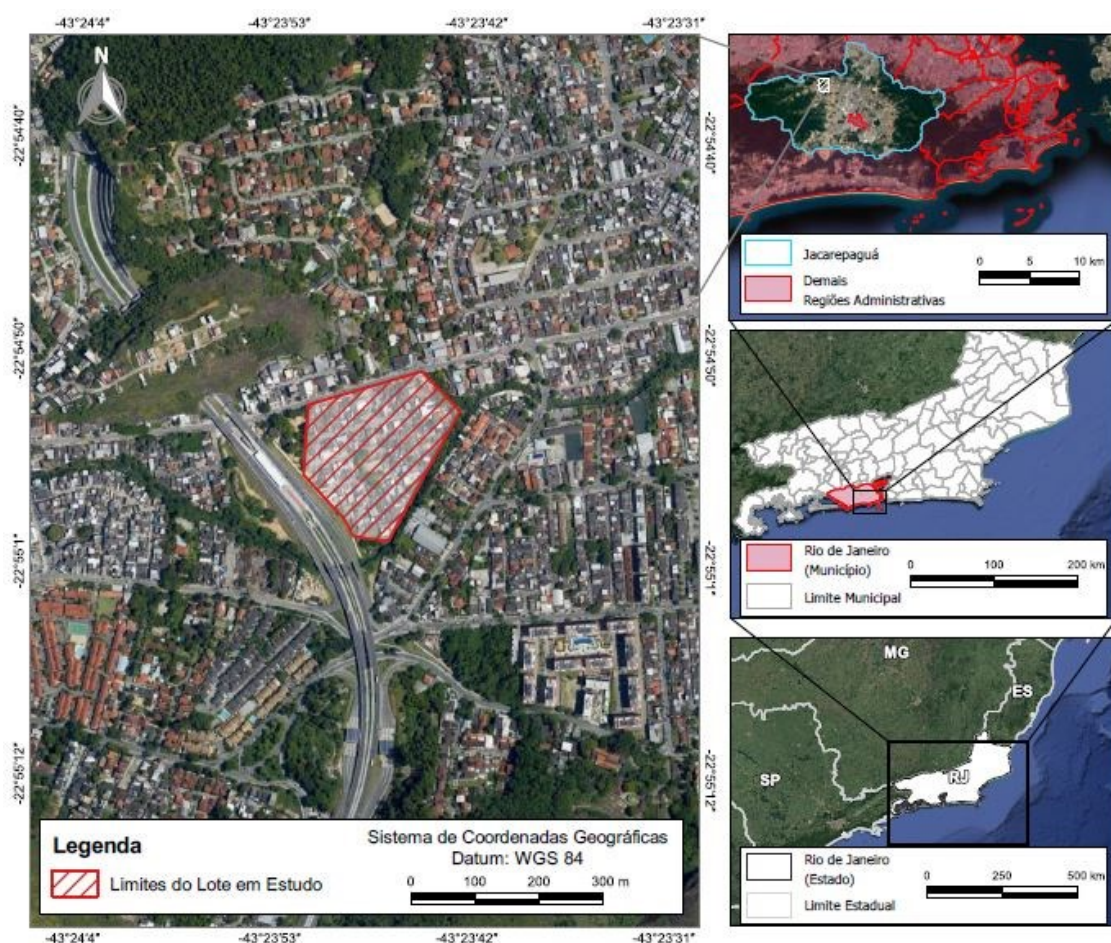 -43°24'4"
-43°23'53"
-43°23'42"
-43°23'31"
N
-22°54'40"
-22°54'50"
-22°55'1"
-22°55'12"
-22°54'40"
-22°54'50"
-22°55'1"
-22°55'12"
Legenda
Limites do Lote em Estudo
Sistema de Coordenadas Geográficas
Datum: WGS 84
0 100 200 300 m
-43°24'4"
-43°23'53"
-43°23'42"
-43°23'31"
Jacarepaguá
Demais
Regiões Administrativas
0 5 10 km
Rio de Janeiro
(Município)
Limite Municipal
0 100 200 km
MG
ES
SP
RJ
Rio de Janeiro
(Estado)
Limite Estadual
0 250 500 km